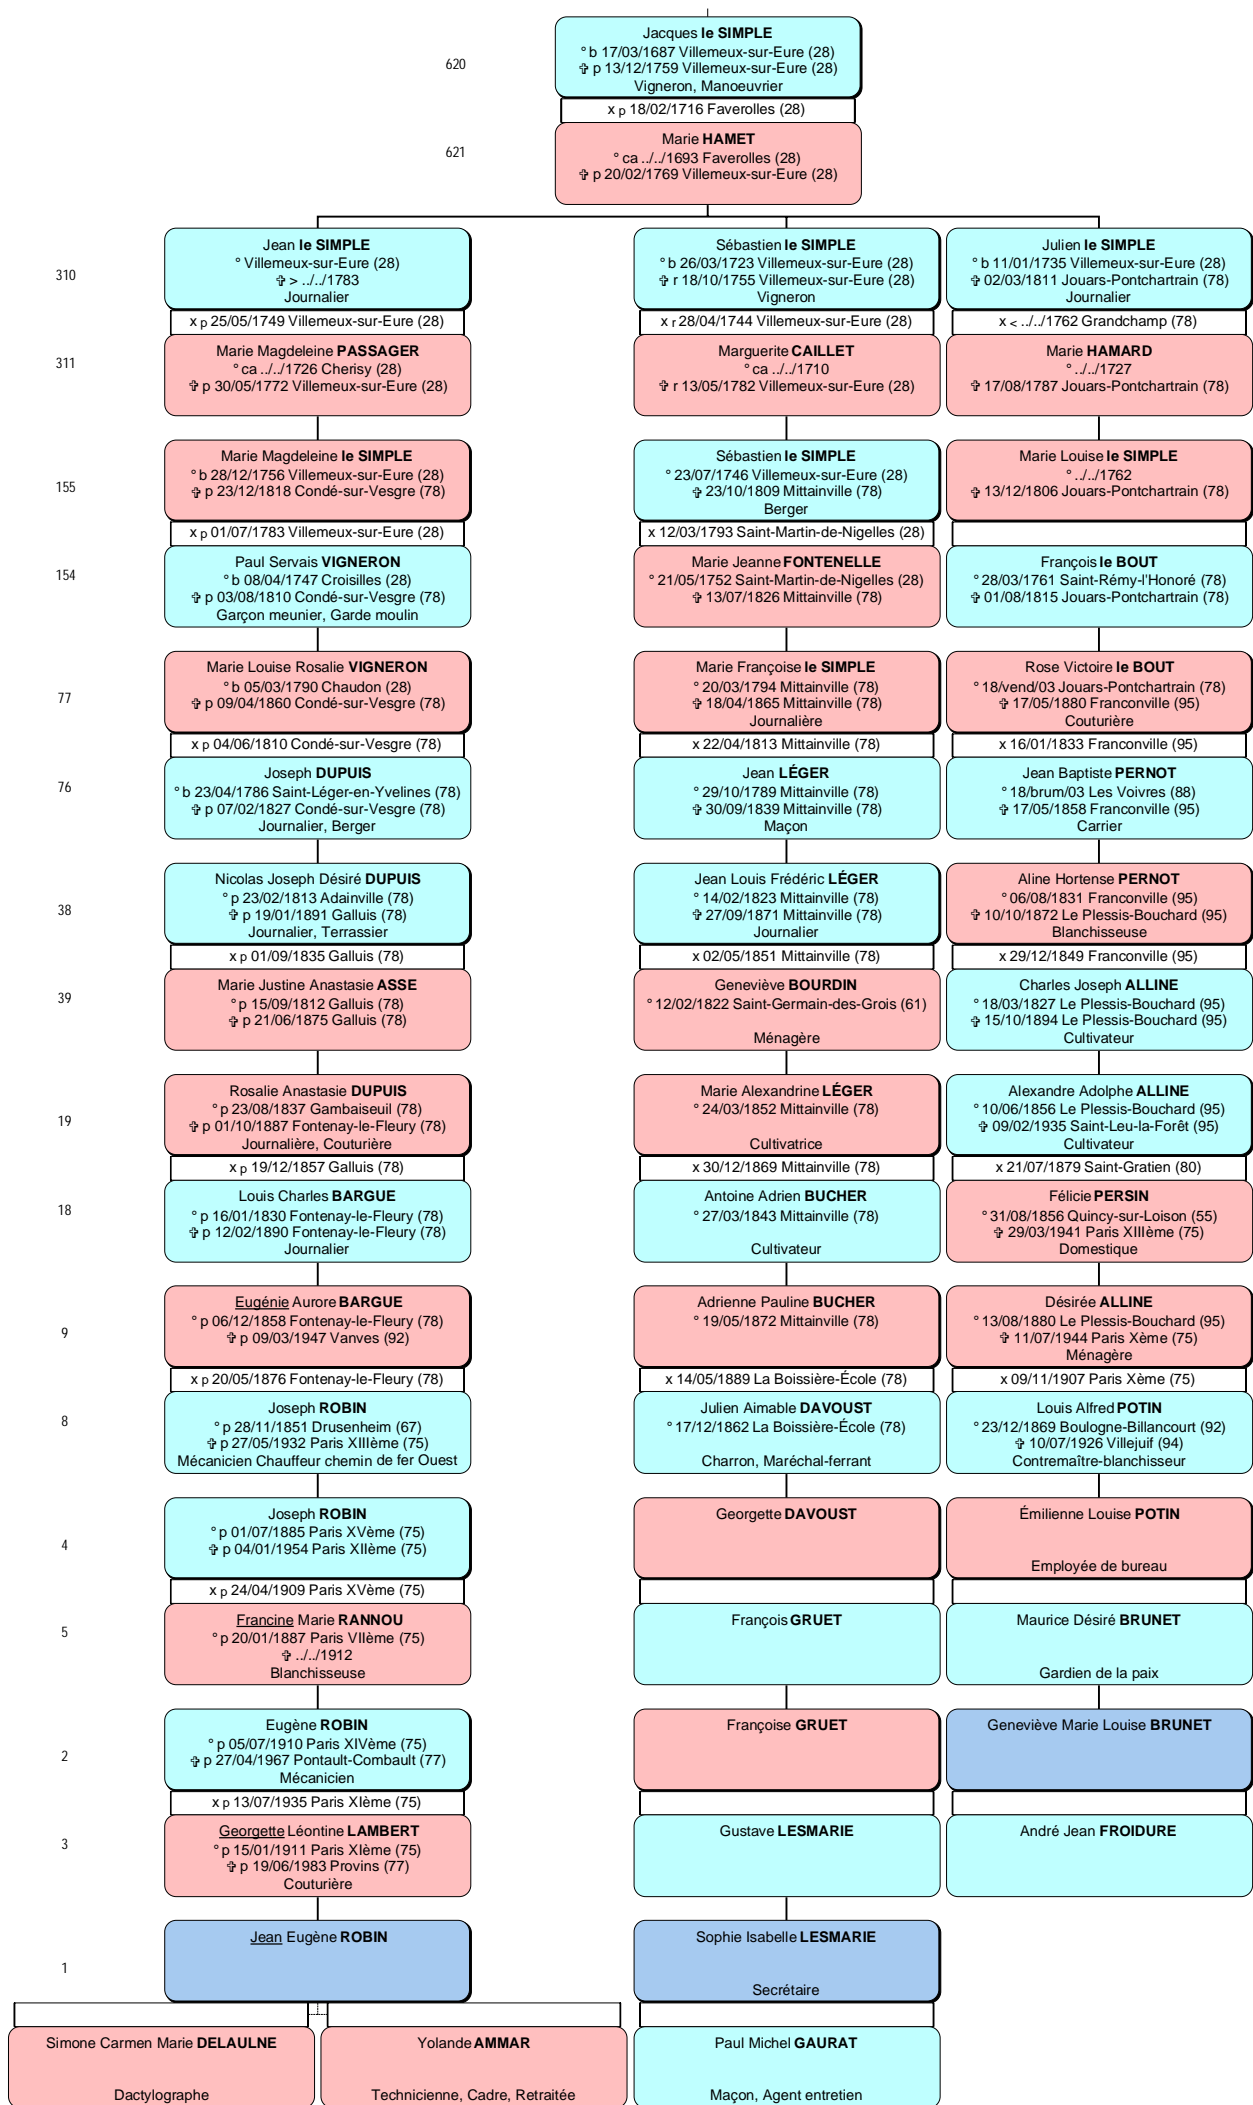 Jacques le SIMPLE
° b 17/03/1687 Villemeux-sur-Eure (28)
✞ p 13/12/1759 Villemeux-sur-Eure (28)
Vigneron, Manoeuvrier
620
x p 18/02/1716 Faverolles (28)
Marie HAMET
° ca ../../1693 Faverolles (28)
✞ p 20/02/1769 Villemeux-sur-Eure (28)
621
310
Jean le SIMPLE
° Villemeux-sur-Eure (28)
✞ > ../../1783
Journalier
x p 25/05/1749 Villemeux-sur-Eure (28)
311
Marie Magdeleine PASSAGER
° ca ../../1726 Cherisy (28)
✞ p 30/05/1772 Villemeux-sur-Eure (28)
155
Marie Magdeleine le SIMPLE
° b 28/12/1756 Villemeux-sur-Eure (28)
✞ p 23/12/1818 Condé-sur-Vesgre (78)
x p 01/07/1783 Villemeux-sur-Eure (28)
154
Paul Servais VIGNERON
° b 08/04/1747 Croisilles (28)
✞ p 03/08/1810 Condé-sur-Vesgre (78)
Garçon meunier, Garde moulin
77
Marie Louise Rosalie VIGNERON
° b 05/03/1790 Chaudon (28)
✞ p 09/04/1860 Condé-sur-Vesgre (78)
x p 04/06/1810 Condé-sur-Vesgre (78)
76
Joseph DUPUIS
° b 23/04/1786 Saint-Léger-en-Yvelines (78)
✞ p 07/02/1827 Condé-sur-Vesgre (78)
Journalier, Berger
38
Nicolas Joseph Désiré DUPUIS
° p 23/02/1813 Adainville (78)
✞ p 19/01/1891 Galluis (78)
Journalier, Terrassier
x p 01/09/1835 Galluis (78)
39
Marie Justine Anastasie ASSE
° p 15/09/1812 Galluis (78)
✞ p 21/06/1875 Galluis (78)
19
Rosalie Anastasie DUPUIS
° p 23/08/1837 Gambaiseuil (78)
✞ p 01/10/1887 Fontenay-le-Fleury (78)
Journalière, Couturière
x p 19/12/1857 Galluis (78)
18
Louis Charles BARGUE
° p 16/01/1830 Fontenay-le-Fleury (78)
✞ p 12/02/1890 Fontenay-le-Fleury (78)
Journalier
9
Eugénie Aurore BARGUE
° p 06/12/1858 Fontenay-le-Fleury (78)
✞ p 09/03/1947 Vanves (92)
x p 20/05/1876 Fontenay-le-Fleury (78)
8
Joseph ROBIN
° p 28/11/1851 Drusenheim (67)
✞ p 27/05/1932 Paris XIIIème (75)
Mécanicien Chauffeur chemin de fer Ouest
4
Joseph ROBIN
° p 01/07/1885 Paris XVème (75)
✞ p 04/01/1954 Paris XIIème (75)
x p 24/04/1909 Paris XVème (75)
5
Francine Marie RANNOU
° p 20/01/1887 Paris VIIème (75)
✞ ../../1912
Blanchisseuse
2
Eugène ROBIN
° p 05/07/1910 Paris XIVème (75)
✞ p 27/04/1967 Pontault-Combault (77)
Mécanicien
x p 13/07/1935 Paris XIème (75)
3
Georgette Léontine LAMBERT
° p 15/01/1911 Paris XIème (75)
✞ p 19/06/1983 Provins (77)
Couturière
1
Jean Eugène ROBIN
Simone Carmen Marie DELAULNE
Dactylographe
Yolande AMMAR
Technicienne, Cadre, Retraitée
Sébastien le SIMPLE
° b 26/03/1723 Villemeux-sur-Eure (28)
✞ r 18/10/1755 Villemeux-sur-Eure (28)
Vigneron
x r 28/04/1744 Villemeux-sur-Eure (28)
Marguerite CAILLET
° ca ../../1710
✞ r 13/05/1782 Villemeux-sur-Eure (28)
Sébastien le SIMPLE
° 23/07/1746 Villemeux-sur-Eure (28)
✞ 23/10/1809 Mittainville (78)
Berger
x 12/03/1793 Saint-Martin-de-Nigelles (28)
Marie Jeanne FONTENELLE
° 21/05/1752 Saint-Martin-de-Nigelles (28)
✞ 13/07/1826 Mittainville (78)
Marie Françoise le SIMPLE
° 20/03/1794 Mittainville (78)
✞ 18/04/1865 Mittainville (78)
Journalière
x 22/04/1813 Mittainville (78)
Jean LÉGER
° 29/10/1789 Mittainville (78)
✞ 30/09/1839 Mittainville (78)
Maçon
Jean Louis Frédéric LÉGER
° 14/02/1823 Mittainville (78)
✞ 27/09/1871 Mittainville (78)
Journalier
x 02/05/1851 Mittainville (78)
Geneviève BOURDIN
° 12/02/1822 Saint-Germain-des-Grois (61)
Ménagère
Marie Alexandrine LÉGER
° 24/03/1852 Mittainville (78)
Cultivatrice
x 30/12/1869 Mittainville (78)
Antoine Adrien BUCHER
° 27/03/1843 Mittainville (78)
Cultivateur
Adrienne Pauline BUCHER
° 19/05/1872 Mittainville (78)
x 14/05/1889 La Boissière-École (78)
Julien Aimable DAVOUST
° 17/12/1862 La Boissière-École (78)
Charron, Maréchal-ferrant
Georgette DAVOUST
François GRUET
Françoise GRUET
Gustave LESMARIE
Sophie Isabelle LESMARIE
Secrétaire
Paul Michel GAURAT
Maçon, Agent entretien
Julien le SIMPLE
° b 11/01/1735 Villemeux-sur-Eure (28)
✞ 02/03/1811 Jouars-Pontchartrain (78)
Journalier
x < ../../1762 Grandchamp (78)
Marie HAMARD
° ../../1727
✞ 17/08/1787 Jouars-Pontchartrain (78)
Marie Louise le SIMPLE
° ../../1762
✞ 13/12/1806 Jouars-Pontchartrain (78)
François le BOUT
° 28/03/1761 Saint-Rémy-l'Honoré (78)
✞ 01/08/1815 Jouars-Pontchartrain (78)
Rose Victoire le BOUT
° 18/vend/03 Jouars-Pontchartrain (78)
✞ 17/05/1880 Franconville (95)
Couturière
x 16/01/1833 Franconville (95)
Jean Baptiste PERNOT
° 18/brum/03 Les Voivres (88)
✞ 17/05/1858 Franconville (95)
Carrier
Aline Hortense PERNOT
° 06/08/1831 Franconville (95)
✞ 10/10/1872 Le Plessis-Bouchard (95)
Blanchisseuse
x 29/12/1849 Franconville (95)
Charles Joseph ALLINE
° 18/03/1827 Le Plessis-Bouchard (95)
✞ 15/10/1894 Le Plessis-Bouchard (95)
Cultivateur
Alexandre Adolphe ALLINE
° 10/06/1856 Le Plessis-Bouchard (95)
✞ 09/02/1935 Saint-Leu-la-Forêt (95)
Cultivateur
x 21/07/1879 Saint-Gratien (80)
Félicie PERSIN
° 31/08/1856 Quincy-sur-Loison (55)
✞ 29/03/1941 Paris XIIIème (75)
Domestique
Désirée ALLINE
° 13/08/1880 Le Plessis-Bouchard (95)
✞ 11/07/1944 Paris Xème (75)
Ménagère
x 09/11/1907 Paris Xème (75)
Louis Alfred POTIN
° 23/12/1869 Boulogne-Billancourt (92)
✞ 10/07/1926 Villejuif (94)
Contremaître-blanchisseur
Émilienne Louise POTIN
Employée de bureau
Maurice Désiré BRUNET
Gardien de la paix
Geneviève Marie Louise BRUNET
André Jean FROIDURE